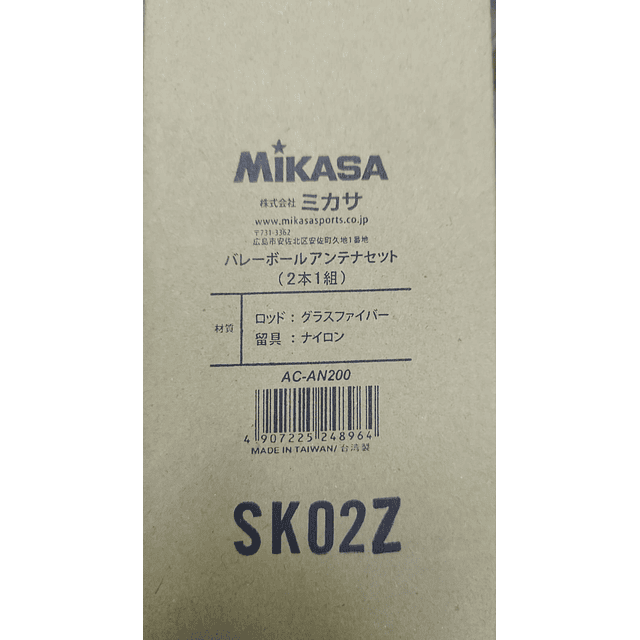 MIKASA
株式会社 ミカサ
www.mikasasports.co.jp
〒731-3362
広島市安佐北区安佐町久地1番地
バレーボールアンテナセット
(2本1組)
材質
ロッド：グラスファイバー
留具：ナイロン
AC-AN200
4 907225 248964
MADE IN TAIWAN/台湾製
SK02Z